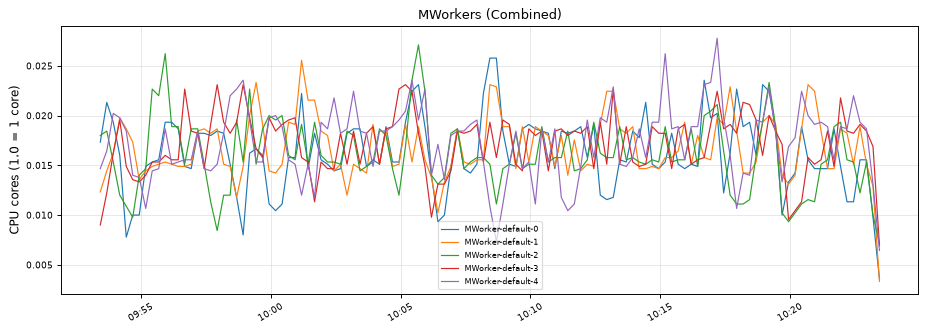 MWorkers (Combined)
CPU cores (1.0 = 1 core)
0.025
0.020
0.015
0.010
0.005
MWorker-default-0
MWorker-default-1
MWorker-default-2
MWorker-default-3
MWorker-default-4
09:55
10:00
10:05
10:10
10:15
10:20